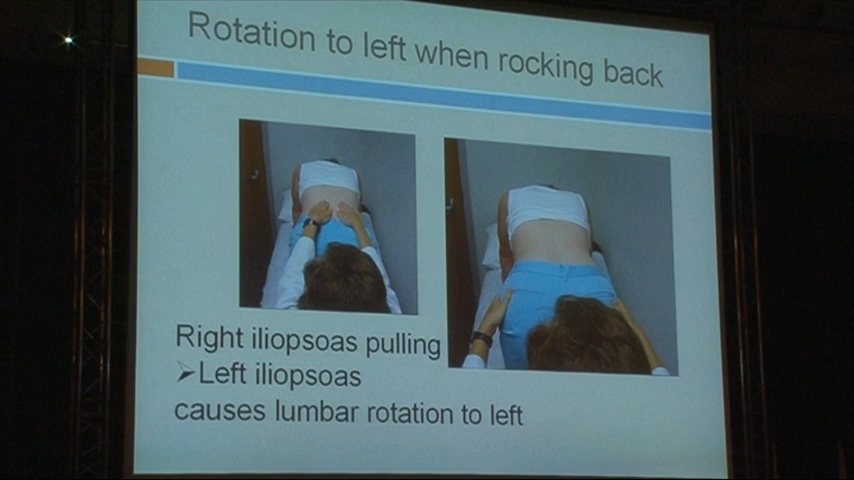 Rotation to left when rocking back
Right iliopsoas pulling
➢Left iliopsoas
causes lumbar rotation to left